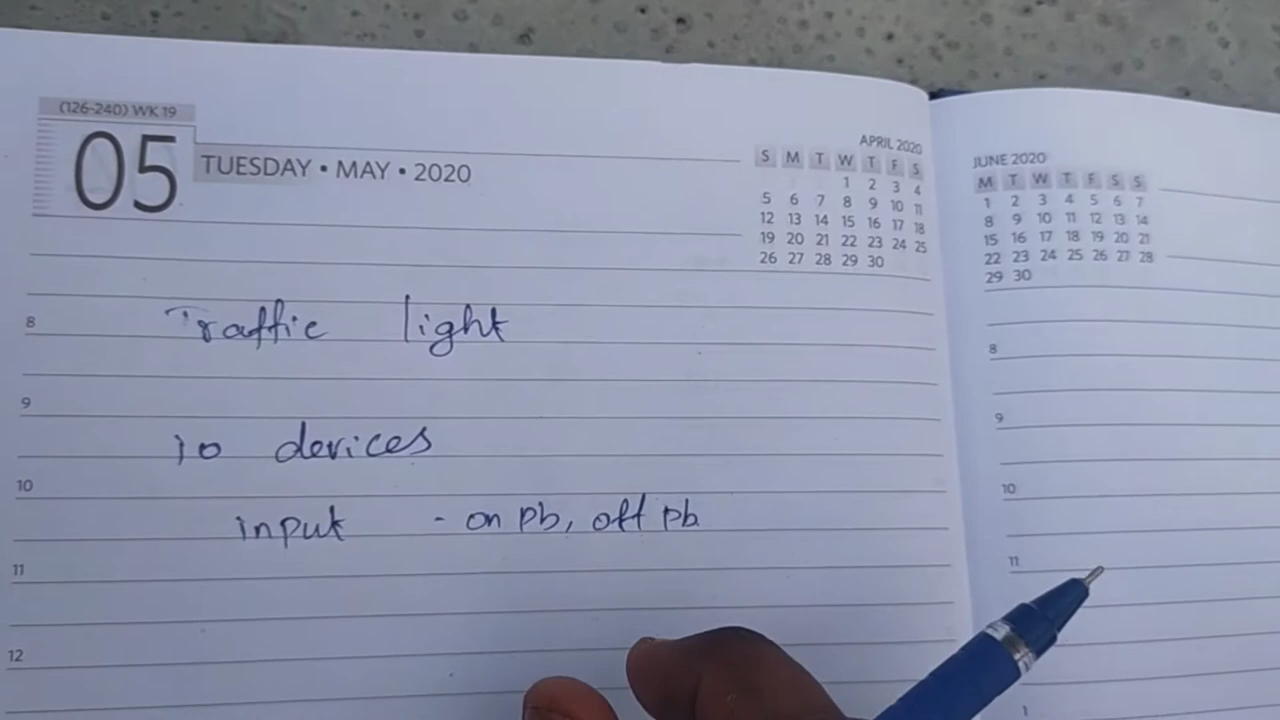 (126-240) WK 19
05
TUESDAY • MAY • 2020
APRIL 2020
S M T W T F S
1 2 3 4
5 6 7 8 9 10 11
12 13 14 15 16 17 18
19 20 21 22 23 24 25
26 27 28 29 30
8
Traffic light
9
io devices
10
input - on pb, off pb
11
12
JUNE 2020
M T W T F S S
1 2 3 4 5 6 7
8 9 10 11 12 13 14
15 16 17 18 19 20 21
22 23 24 25 26 27 28
29 30
8
9
10
11
1